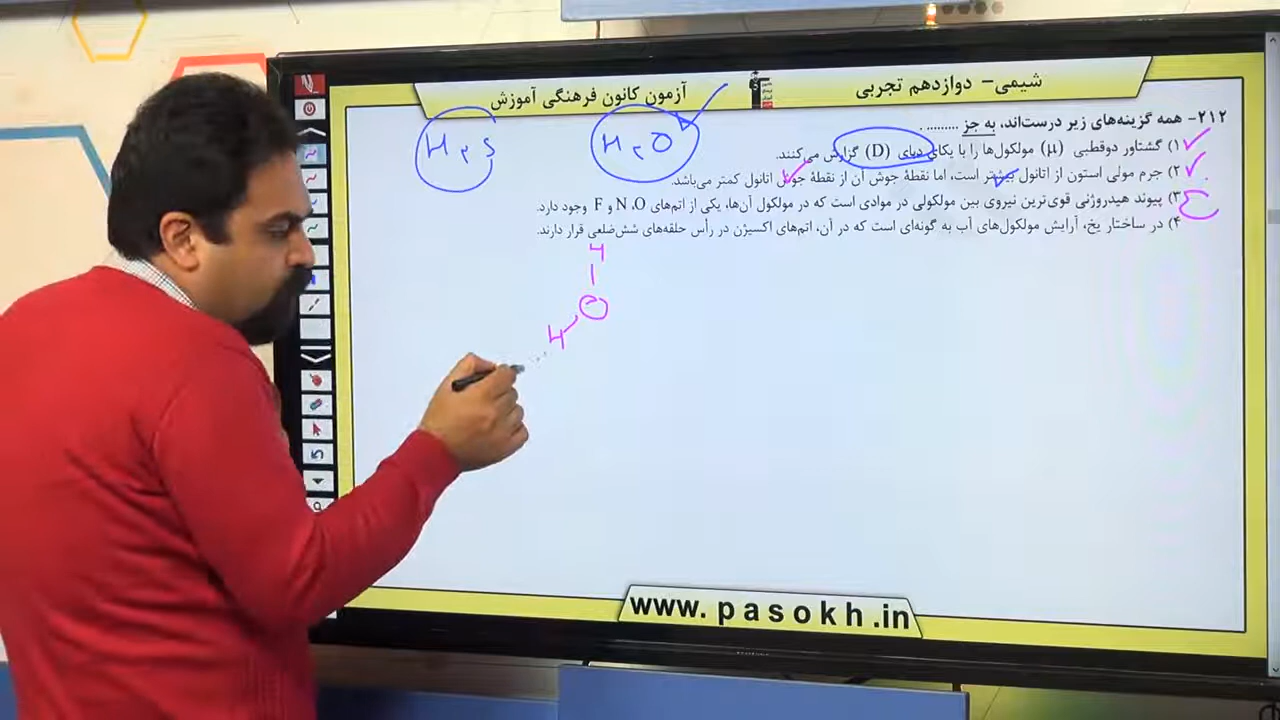 آزمون کانون فرهنگی آموزش
شیمی- دوازدهم تجربی
۲۱۲- همه گزینه‌های زیر درست‌اند، به جز ..........
۱) گشتاور دوقطبی (μ) مولکول‌ها را با یکای دبای (D) گزارش می‌کنند.
۲) جرم مولی استون از اتانول بیشتر است، اما نقطهٔ جوش آن از نقطهٔ جوش اتانول کمتر می‌باشد.
۳) پیوند هیدروژنی قوی‌ترین نیروی بین مولکولی در موادی است که در مولکول آن‌ها، یکی از اتم‌های N ،O و F وجود دارد.
۴) در ساختار یخ، آرایش مولکول‌های آب به گونه‌ای است که در آن، اتم‌های اکسیژن در رأس حلقه‌های شش‌ضلعی قرار دارند.
H۲S
H۲O
H
O
H
www.pasokh.in